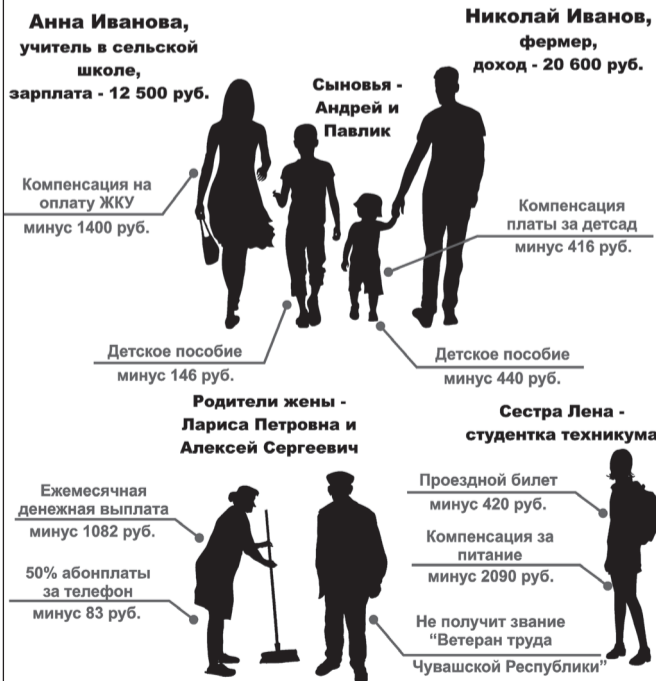 Анна Иванова,
учитель в сельской
школе,
зарплата - 12 500 руб.
Николай Иванов,
фермер,
доход - 20 600 руб.
Сыновья -
Андрей и
Павлик
Компенсация на
оплату ЖКУ
минус 1400 руб.
Компенсация
платы за детсад
минус 416 руб.
Детское пособие
минус 146 руб.
Детское пособие
минус 440 руб.
Родители жены -
Лариса Петровна и
Алексей Сергеевич
Сестра Лена -
студентка техникума
Ежемесячная
денежная выплата
минус 1082 руб.
50% абонплаты
за телефон
минус 83 руб.
Проездной билет
минус 420 руб.
Компенсация за
питание
минус 2090 руб.
Не получит звание
“Ветеран труда
Чувашской Республики”